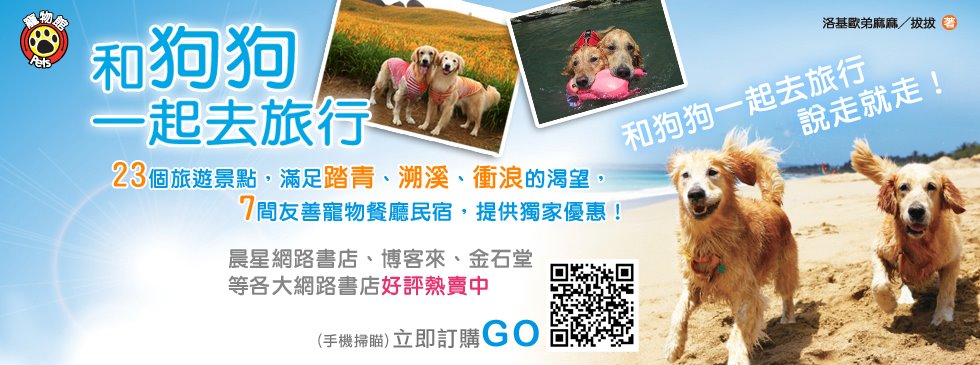 寵物館
Pets
洛基歐弟麻麻／拔拔 著
和狗狗
一起去旅行
和狗狗一起去旅行
說走就走！
23個旅遊景點，滿足踏青、溯溪、衝浪的渴望，
7間友善寵物餐廳民宿，提供獨家優惠！
晨星網路書店、博客來、金石堂
等各大網路書店好評熱賣中
(手機掃瞄)立即訂購GO